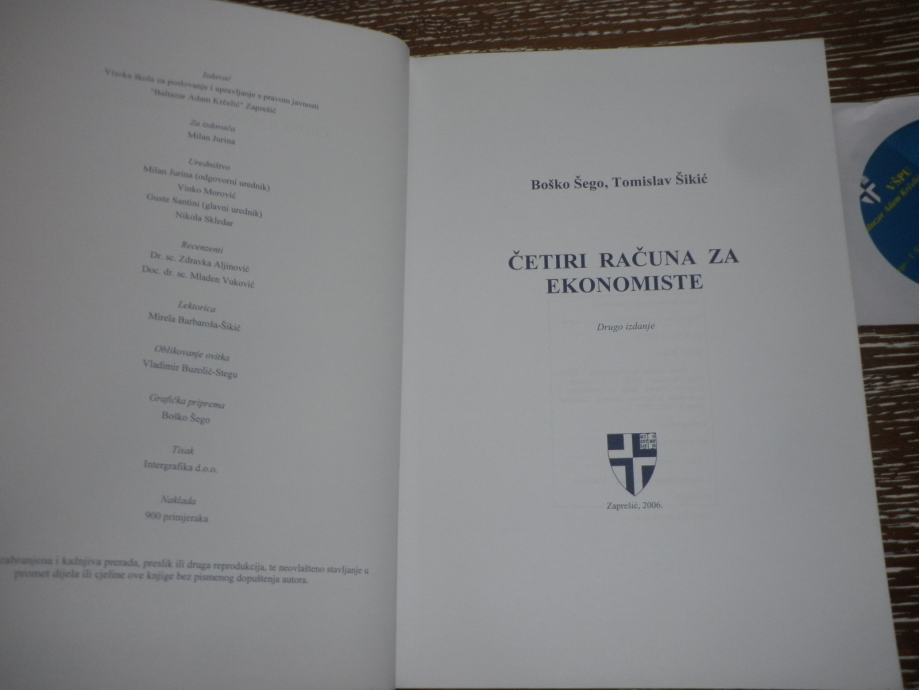 Izdavač
Visoka škola za poslovanje i upravljanje s pravom javnosti
"Baltazar Adam Krčelić" Zaprešić
Za izdavača
Milan Jurina
Uredništvo
Milan Jurina (odgovorni urednik)
Vinko Morović
Guste Santini (glavni urednik)
Nikola Skledar
Recenzenti
Dr. sc. Zdravka Aljinović
Doc. dr. sc. Mladen Vuković
Lektorica
Mirela Barbaroša-Šikić
Oblikovanje ovitka
Vladimir Buzolić-Stegu
Grafička priprema
Boško Šego
Tisak
Intergrafika d.o.o.
Naklada
900 primjeraka
zabranjena i kažnjiva prerada, preslik ili druga reprodukcija, te neovlašteno stavljanje u
promet dijela ili cjeline ove knjige bez pismenog dopuštenja autora.
Boško Šego, Tomislav Šikić
ČETIRI RAČUNA ZA
EKONOMISTE
Drugo izdanje
Zaprešić, 2006.
VŠPU